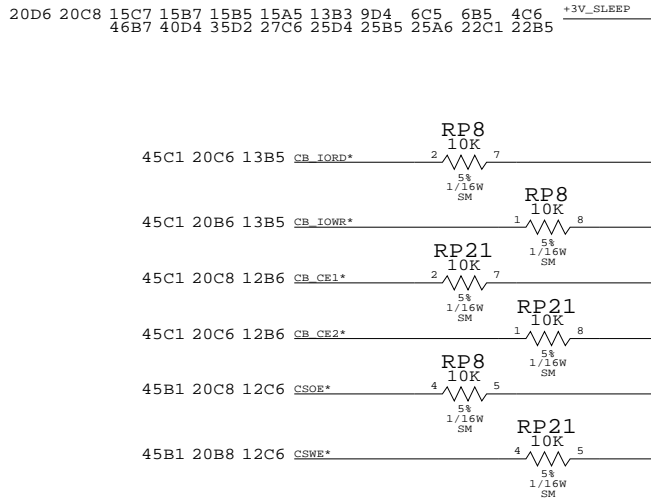 20D6 20C8 15C7 15B7 15B5 15A5 13B3 9D4 6C5 6B5 4C6 +3V_SLEEP
46B7 40D4 35D2 27C6 25D4 25B5 25A6 22C1 22B5
RP8
10K
45C1 20C6 13B5 CB_IORD* 2 7
5%
1/16W
SM
RP8
10K
45C1 20B6 13B5 CB_IOWR* 1 8
5%
1/16W
SM
RP21
10K
45C1 20C8 12B6 CB_CE1* 2 7
5%
1/16W
SM
RP21
10K
45C1 20C6 12B6 CB_CE2* 1 8
5%
1/16W
SM
RP8
10K
45B1 20C8 12C6 CSOE* 4 5
5%
1/16W
SM
RP21
10K
45B1 20B8 12C6 CSWE* 4 5
5%
1/16W
SM